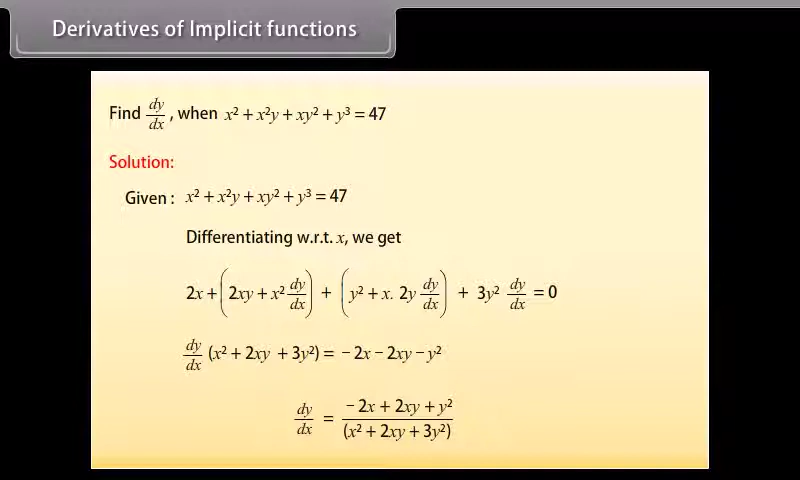 Derivatives of Implicit functions
Find dy/dx, when x² + x²y + xy² + y³ = 47
Solution:
Given : x² + x²y + xy² + y³ = 47
Differentiating w.r.t. x, we get
2x + (2xy + x² dy/dx) + (y² + x. 2y dy/dx) + 3y² dy/dx = 0
dy/dx (x² + 2xy + 3y²) = − 2x − 2xy − y²
dy/dx = − 2x + 2xy + y² / (x² + 2xy + 3y²)